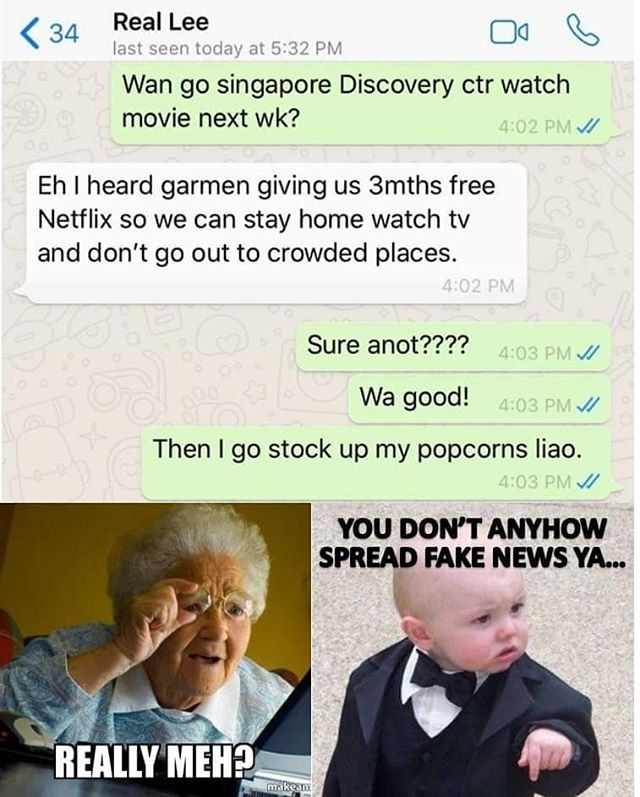 34
Real Lee
last seen today at 5:32 PM
Wan go singapore Discovery ctr watch
movie next wk?
4:02 PM
Eh I heard garmen giving us 3mths free
Netflix so we can stay home watch tv
and don't go out to crowded places.
4:02 PM
Sure anot????
4:03 PM
Wa good!
4:03 PM
Then I go stock up my popcorns liao.
4:03 PM
YOU DON'T ANYHOW
SPREAD FAKE NEWS YA...
REALLY MEH?
makeam